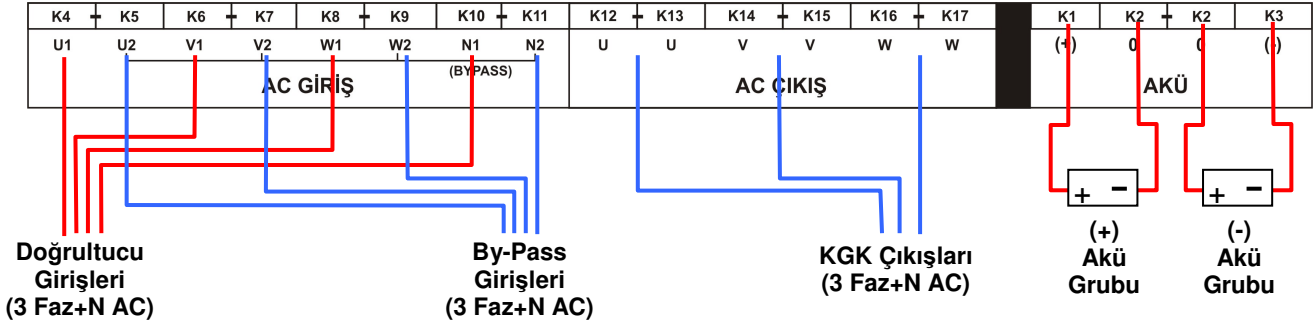 K4 K5 K6 K7 K8 K9 K10 K11 K12 K13 K14 K15 K16 K17 K1 K2 K2 K3
U1 U2 V1 V2 W1 W2 N1 N2 U U V V W W (+) 0 0 (-)
(BYPASS)
AC GİRİŞ AC ÇIKIŞ AKÜ
+ − + −
Doğrultucu
Girişleri
(3 Faz+N AC)
By-Pass
Girişleri
(3 Faz+N AC)
KGK Çıkışları
(3 Faz+N AC)
(+)
Akü
Grubu
(-)
Akü
Grubu